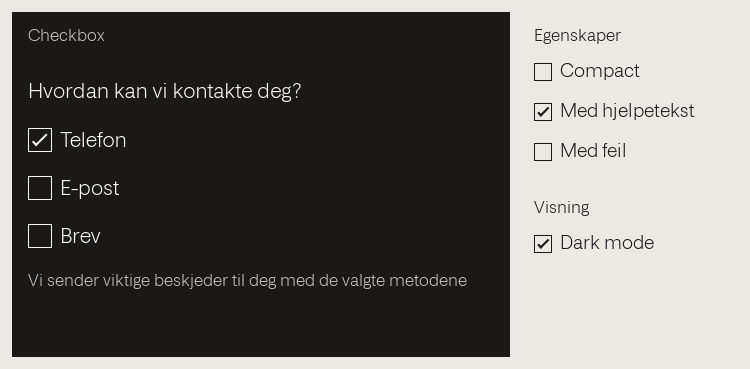 Checkbox
Hvordan kan vi kontakte deg?
Telefon
E-post
Brev
Vi sender viktige beskjeder til deg med de valgte metodene
Egenskaper
Compact
Med hjelpetekst
Med feil
Visning
Dark mode